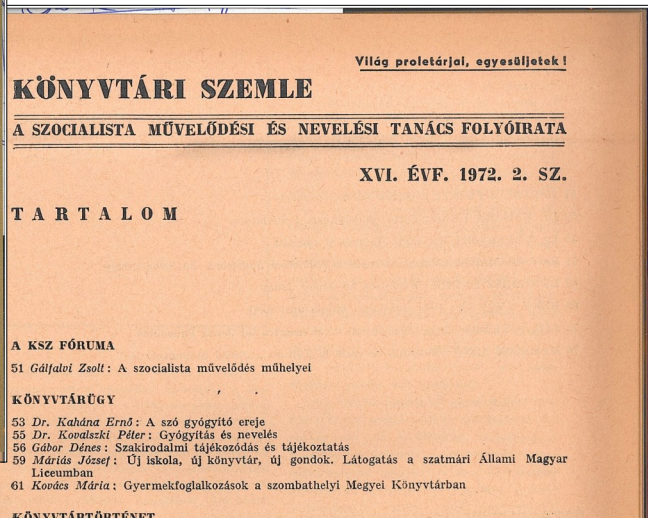 Világ proletárjai, egyesüljetek!
KÖNYVTÁRI SZEMLE
A SZOCIALISTA MŰVELŐDÉSI ÉS NEVELÉSI TANÁCS FOLYÓIRATA
XVI. ÉVF. 1972. 2. SZ.
TARTALOM
A KSZ FÓRUMA
51 Gálfalvi Zsolt: A szocialista művelődés műhelyei
KÖNYVTÁRÜGY
53 Dr. Kahána Ernő: A szó gyógyító ereje
55 Dr. Kovalszki Péter: Gyógyítás és nevelés
56 Gábor Dénes: Szakirodalmi tájékozódás és tájékoztatás
59 Máriás József: Új iskola, új könyvtár, új gondok. Látogatás a szatmári Állami Magyar
Líceumban
61 Kovács Mária: Gyermekfoglalkozások a szombathelyi Megyei Könyvtárban
KÖNYVTÁRTÖRTÉNET